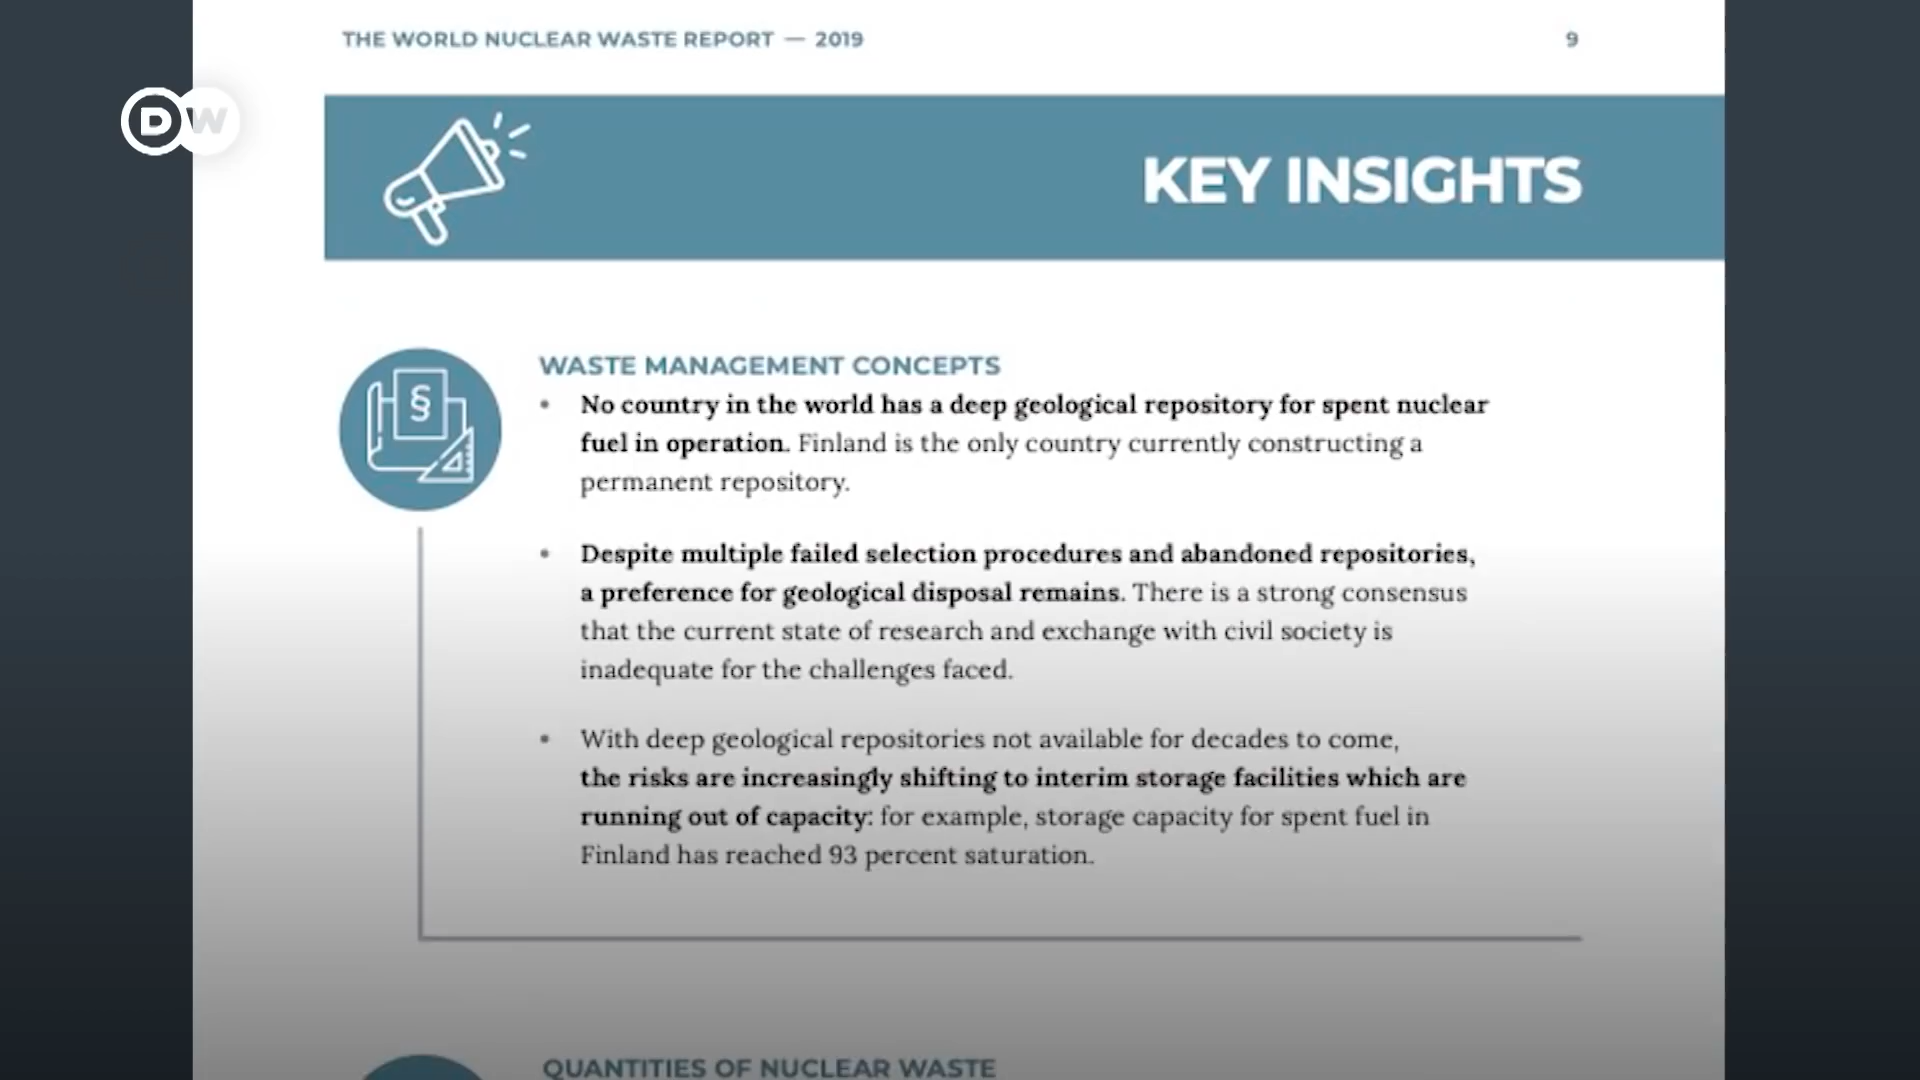 THE WORLD NUCLEAR WASTE REPORT — 2019
9
DW
KEY INSIGHTS
§
WASTE MANAGEMENT CONCEPTS
• No country in the world has a deep geological repository for spent nuclear
fuel in operation. Finland is the only country currently constructing a
permanent repository.
• Despite multiple failed selection procedures and abandoned repositories,
a preference for geological disposal remains. There is a strong consensus
that the current state of research and exchange with civil society is
inadequate for the challenges faced.
• With deep geological repositories not available for decades to come,
the risks are increasingly shifting to interim storage facilities which are
running out of capacity: for example, storage capacity for spent fuel in
Finland has reached 93 percent saturation.
QUANTITIES OF NUCLEAR WASTE